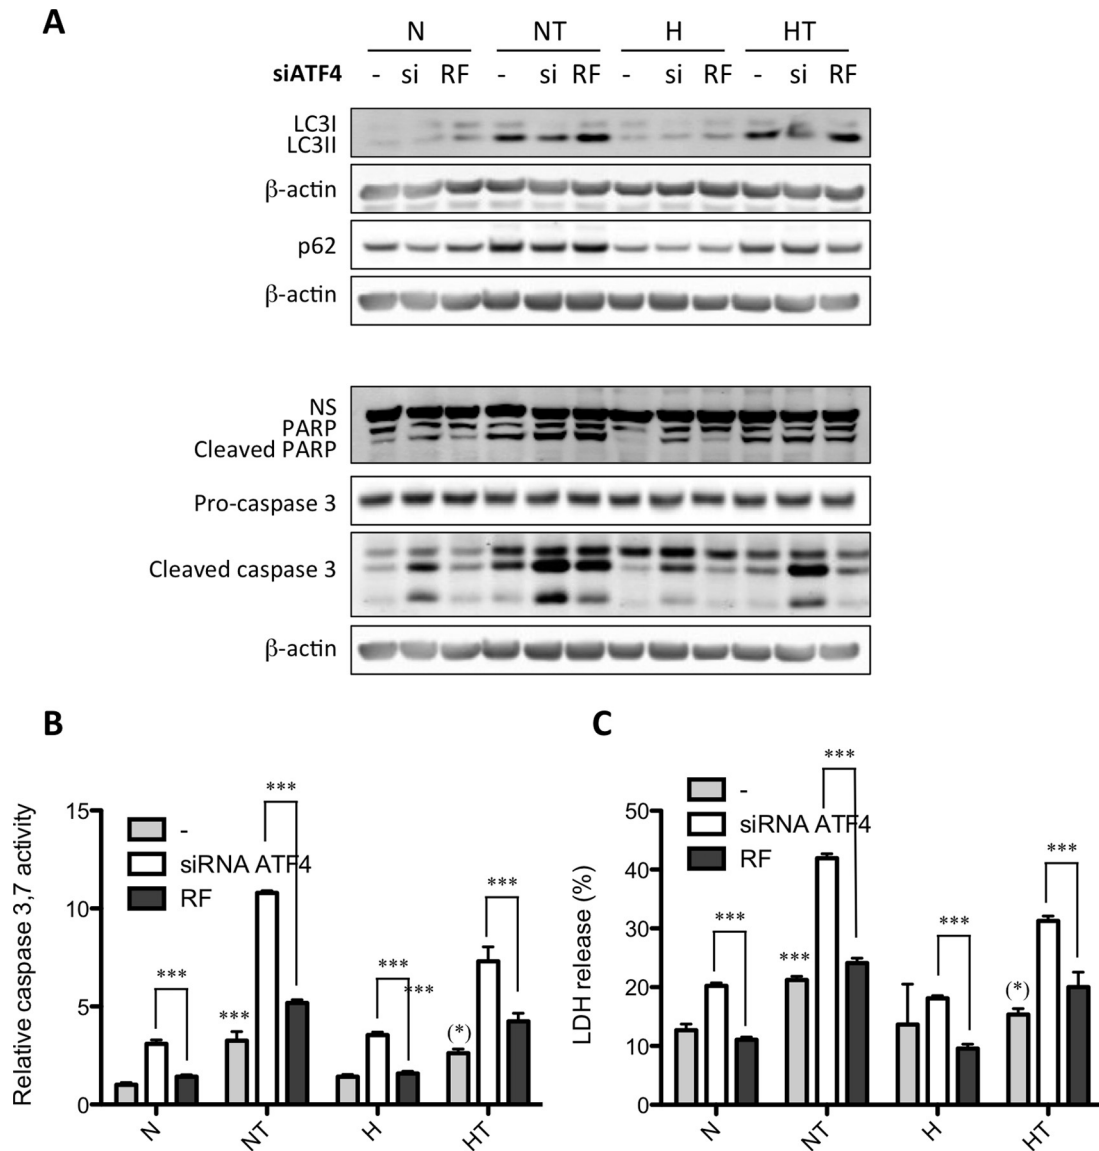 A
N NT H HT
siATF4 - si RF - si RF - si RF - si RF
LC3I
LC3II
β-actin
p62
β-actin
NS
PARP
Cleaved PARP
Pro-caspase 3
Cleaved caspase 3
β-actin
B
Relative caspase 3,7 activity
15
10
5
0
-
siRNA ATF4
RF
***
***
***
***
***
(*)
***
N NT H HT
C
LDH release (%)
50
40
30
20
10
0
-
siRNA ATF4
RF
***
***
***
***
(*)
***
N NT H HT